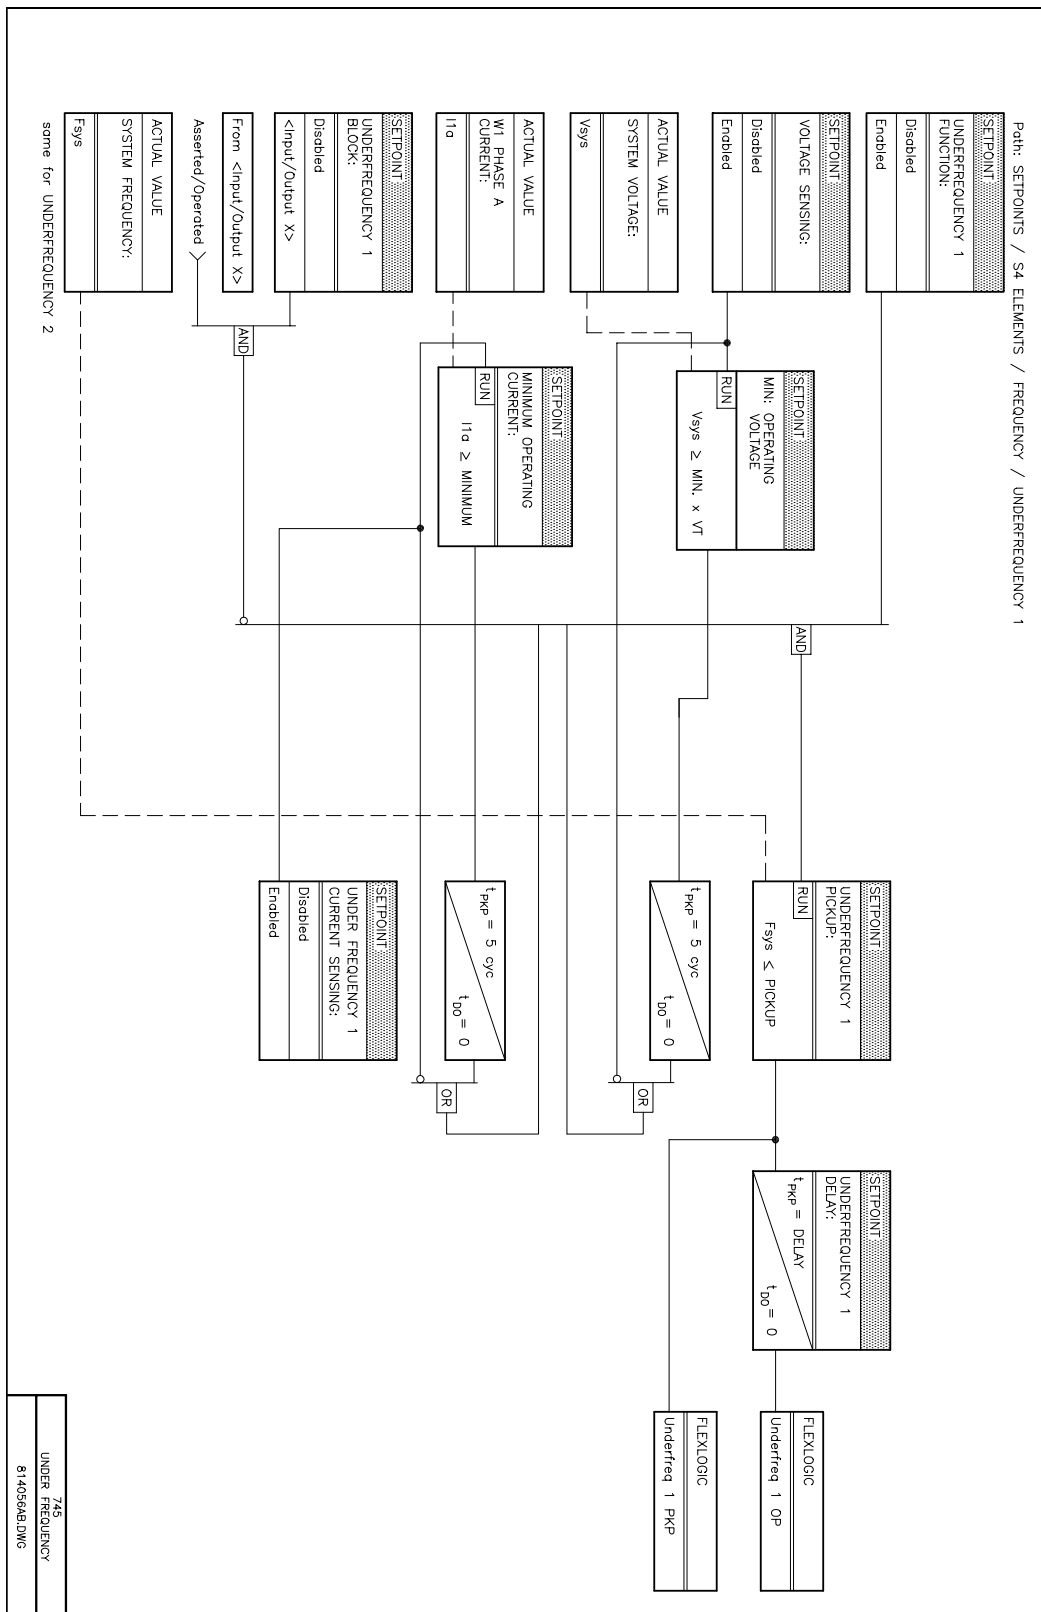 Path: SETPOINTS / S4 ELEMENTS / FREQUENCY / UNDERFREQUENCY 1
SETPOINT
UNDERFREQUENCY 1
FUNCTION:
Disabled
Enabled
SETPOINT
VOLTAGE SENSING:
Disabled
Enabled
ACTUAL VALUE
SYSTEM VOLTAGE:
Vsys
ACTUAL VALUE
W1 PHASE A
CURRENT:
I1a
SETPOINT
UNDERFREQUENCY 1
BLOCK:
Disabled
<Input/Output X>
From <Input/Output X>
Asserted/Operated
ACTUAL VALUE
SYSTEM FREQUENCY:
Fsys
same for UNDERFREQUENCY 2
AND
SETPOINT
MIN: OPERATING
VOLTAGE
RUN
Vsys ≥ MIN. x VT
SETPOINT
MINIMUM OPERATING
CURRENT:
RUN
I1a ≥ MINIMUM
AND
SETPOINT
UNDERFREQUENCY 1
PICKUP:
RUN
Fsys ≤ PICKUP
tPKP = 5 cyc
tDO = 0
OR
tPKP = 5 cyc
tDO = 0
OR
SETPOINT
UNDER FREQUENCY 1
CURRENT SENSING:
Disabled
Enabled
SETPOINT
UNDERFREQUENCY 1
DELAY:
tPKP = DELAY
tDO = 0
FLEXLOGIC
Underfreq 1 OP
FLEXLOGIC
Underfreq 1 PKP
745
UNDER FREQUENCY
814056AB.DWG